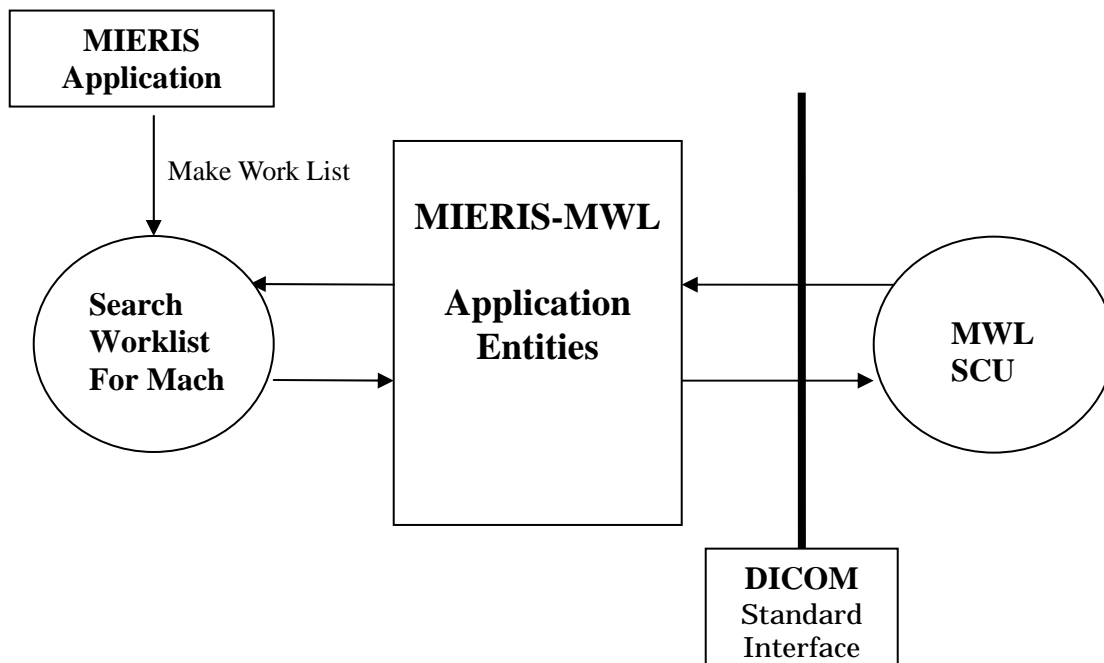 MIERIS
Application
Make Work List
MIERIS-MWL
Application
Entities
Search
Worklist
For Mach
MWL
SCU
DICOM
Standard
Interface